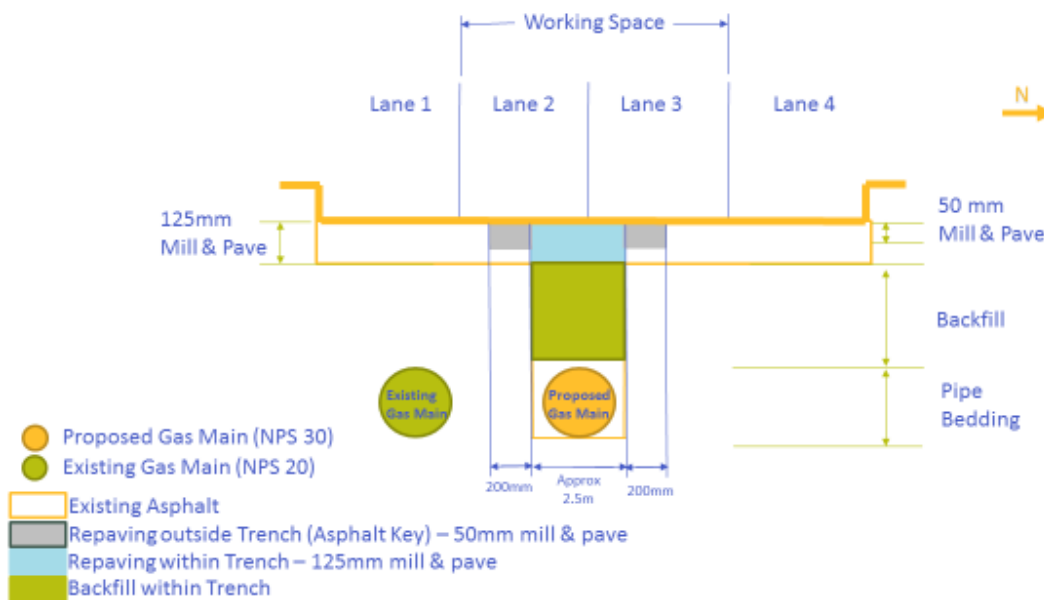 Working Space
Lane 1
Lane 2
Lane 3
Lane 4
N
125mm
Mill & Pave
50 mm
Mill & Pave
Backfill
Existing
Gas Main
Proposed
Gas Main
Pipe
Bedding
Proposed Gas Main (NPS 30)
Existing Gas Main (NPS 20)
200mm
Approx
2.5m
200mm
Existing Asphalt
Repaving outside Trench (Asphalt Key) – 50mm mill & pave
Repaving within Trench – 125mm mill & pave
Backfill within Trench